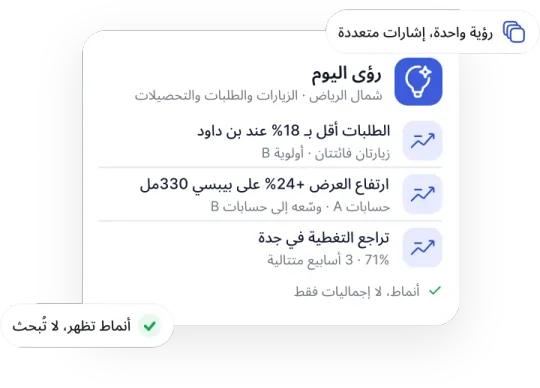 رؤية واحدة، إشارات متعددة
رؤى اليوم
شمال الرياض · الزيارات والطلبات والتحصيلات
الطلبات أقل بـ 18% عند بن داود
زيارتان فائتتان · أولوية B
ارتفاع العرض +24% على بيبسي 330مل
حسابات A · وسّعه إلى حسابات B
تراجع التغطية في جدة
71% · 3 أسابيع متتالية
أنماط، لا إجماليات فقط
أنماط تظهر، لا تُبحث